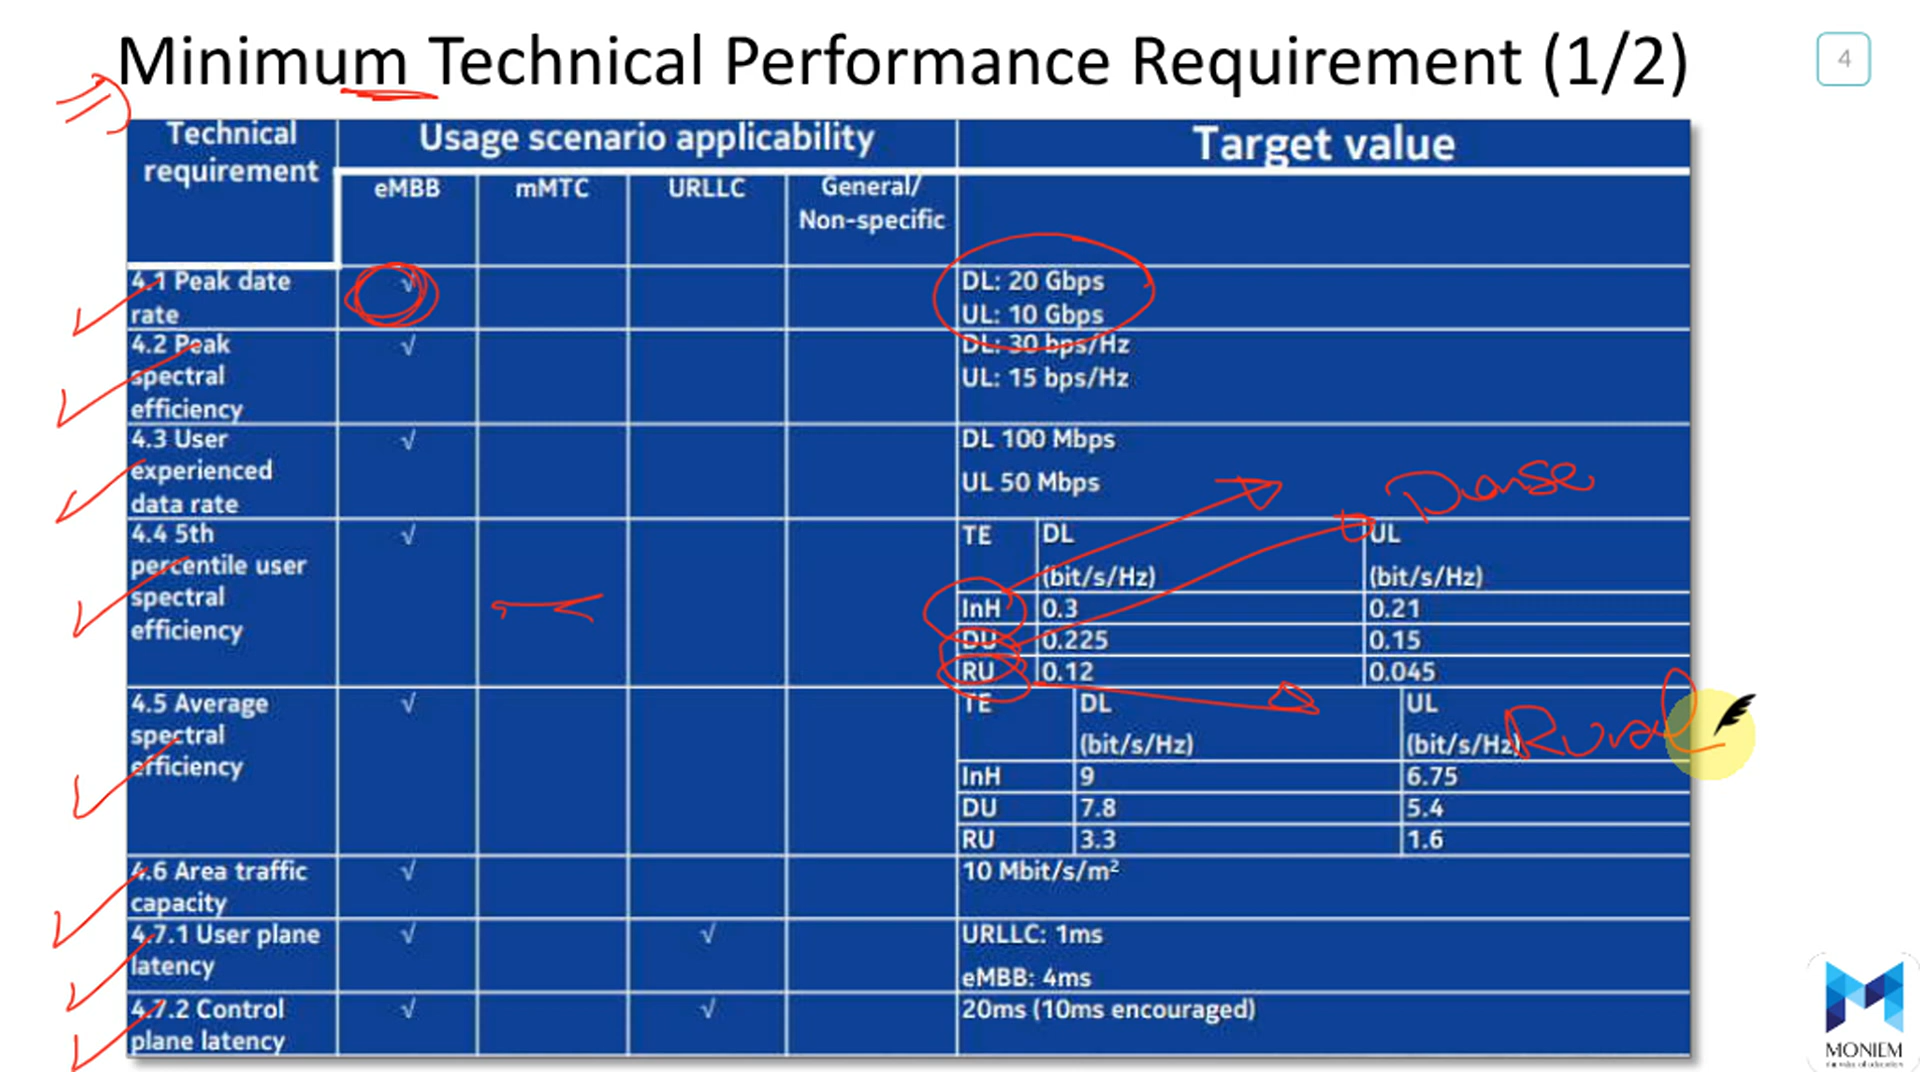 Minimum Technical Performance Requirement (1/2)
4
Technical
requirement
Usage scenario applicability
Target value
eMBB
mMTC
URLLC
General/
Non-specific
4.1 Peak date
rate
√
DL: 20 Gbps
UL: 10 Gbps
4.2 Peak
spectral
efficiency
√
DL: 30 bps/Hz
UL: 15 bps/Hz
4.3 User
experienced
data rate
√
DL 100 Mbps
UL 50 Mbps
Danse
4.4 5th
percentile user
spectral
efficiency
√
TE DL UL
(bit/s/Hz) (bit/s/Hz)
InH 0.3 0.21
DU 0.225 0.15
RU 0.12 0.045
4.5 Average
spectral
efficiency
√
TE DL UL
(bit/s/Hz) (bit/s/Hz)
Rural
InH 9 6.75
DU 7.8 5.4
RU 3.3 1.6
4.6 Area traffic
capacity
√
10 Mbit/s/m²
4.7.1 User plane
latency
√ √
URLLC: 1ms
eMBB: 4ms
4.7.2 Control
plane latency
√ √
20ms (10ms encouraged)
MONIEM